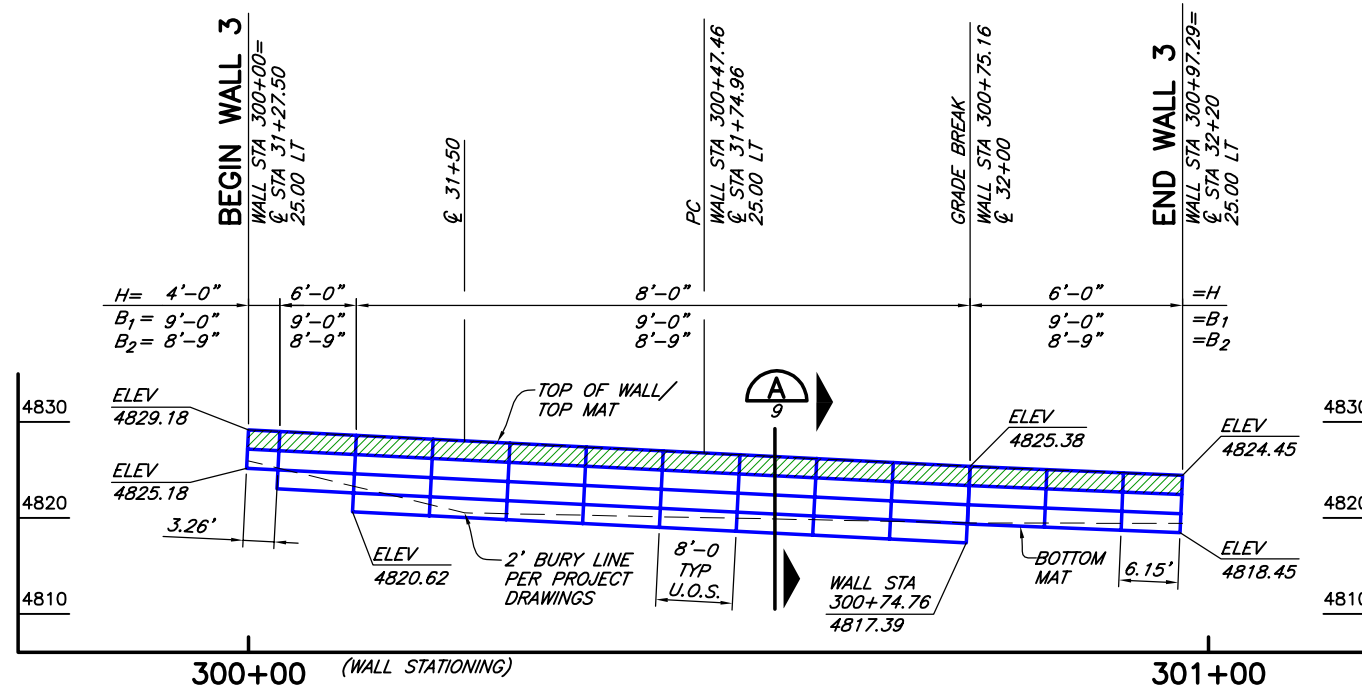 BEGIN WALL 3
WALL STA 300+00=
℄ STA 31+27.50
25.00 LT
℄ 31+50
PC
WALL STA 300+47.46
℄ STA 31+74.96
25.00 LT
GRADE BREAK
WALL STA 300+75.16
℄ 32+00
END WALL 3
WALL STA 300+97.29=
℄ STA 32+20
25.00 LT
H= 4'-0" 6'-0" 8'-0" 6'-0" =H
B1= 9'-0" 9'-0" 9'-0" 9'-0" =B1
B2= 8'-9" 8'-9" 8'-9" 8'-9" =B2
4830
ELEV
4829.18
TOP OF WALL/
TOP MAT
A
9
ELEV
4825.38
ELEV
4824.45
4830
ELEV
4825.18
4820
4820
3.26'
ELEV
4820.62
2' BURY LINE
PER PROJECT
DRAWINGS
8'-0
TYP
U.O.S.
WALL STA
300+74.76
4817.39
BOTTOM
MAT
6.15'
ELEV
4818.45
4810
4810
300+00
(WALL STATIONING)
301+00